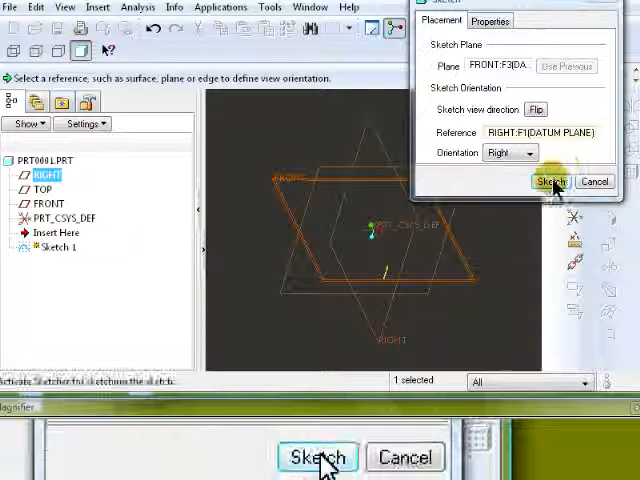 File Edit View Insert Analysis Info Applications Tools Window Help
Sketch
Select a reference, such as surface, plane or edge to define view orientation.
Placement Properties
Sketch Plane
Plane FRONT:F3(DA.. Use Previous
Sketch Orientation
Sketch view direction Flip
Reference RIGHT:F1(DATUM PLANE)
Orientation Right
Sketch Cancel
Show Settings
PRT0001.PRT
RIGHT
TOP
FRONT
PRT_CSYS_DEF
Insert Here
Sketch 1
PRT_CSYS_DEF
RIGHT
1 selected
All
Magnifier
Sketch Cancel